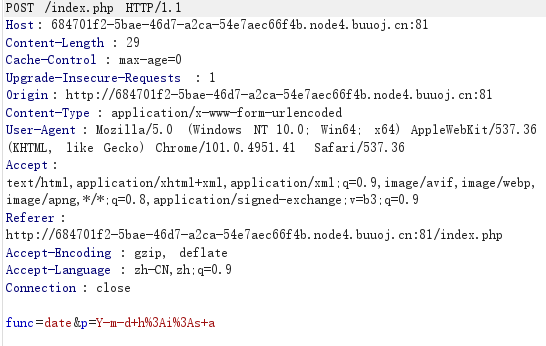 POST /index.php HTTP/1.1
Host: 684701f2-5bae-46d7-a2ca-54e7aec66f4b.node4.buuoj.cn:81
Content-Length : 29
Cache-Control : max-age=0
Upgrade-Insecure-Requests : 1
Origin : http://684701f2-5bae-46d7-a2ca-54e7aec66f4b.node4.buuoj.cn:81
Content-Type : application/x-www-form-urlencoded
User-Agent : Mozilla/5.0 (Windows NT 10.0; Win64; x64) AppleWebKit/537.36
(KHTML, like Gecko) Chrome/101.0.4951.41 Safari/537.36
Accept :
text/html,application/xhtml+xml,application/xml;q=0.9,image/avif,image/webp,
image/apng,*/*;q=0.8,application/signed-exchange;v=b3;q=0.9
Referer :
http://684701f2-5bae-46d7-a2ca-54e7aec66f4b.node4.buuoj.cn:81/index.php
Accept-Encoding : gzip, deflate
Accept-Language : zh-CN,zh;q=0.9
Connection : close
func=date&p=Y-m-d+h%3Ai%3As+a